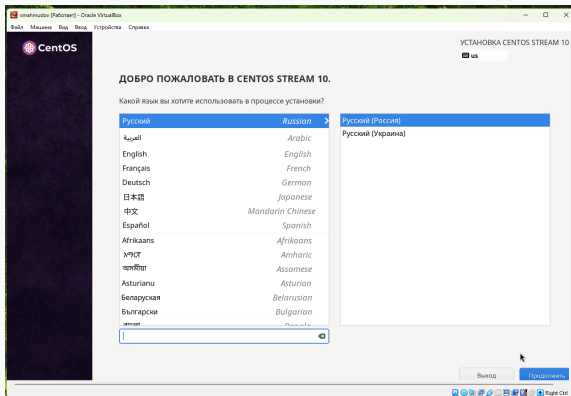 smahmudov [Работает] - Oracle VirtualBox
Файл Машина Вид Ввод Устройства Справка
CentOS
УСТАНОВКА CENTOS STREAM 10
us
ДОБРО ПОЖАЛОВАТЬ В CENTOS STREAM 10.
Какой язык вы хотите использовать в процессе установки?
Русский Russian
العربية Arabic
English English
Français French
Deutsch German
日本語 Japanese
中文 Mandarin Chinese
Español Spanish
Afrikaans Afrikaans
አማርኛ Amharic
অসমীয়া Assamese
Asturianu Asturian
Беларуская Belarusian
Български Bulgarian
Русский (Россия)
Русский (Украина)
Выход
Продолжить
Right Ctrl